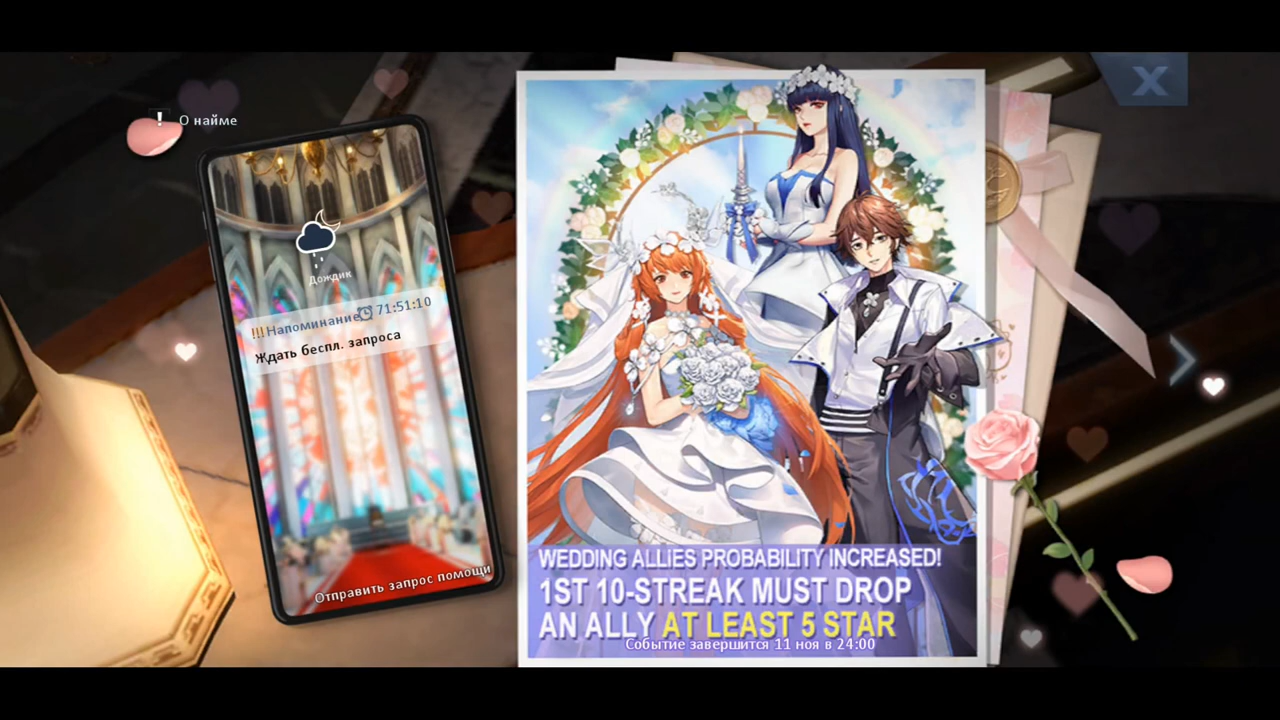 ! О найме
Дождик
!!!Напоминание 71:51:10
Ждать беспл. запроса
Отправить запрос помощи
X
WEDDING ALLIES PROBABILITY INCREASED!
1ST 10-STREAK MUST DROP
AN ALLY AT LEAST 5 STAR
Событие завершится 11 ноя в 24:00